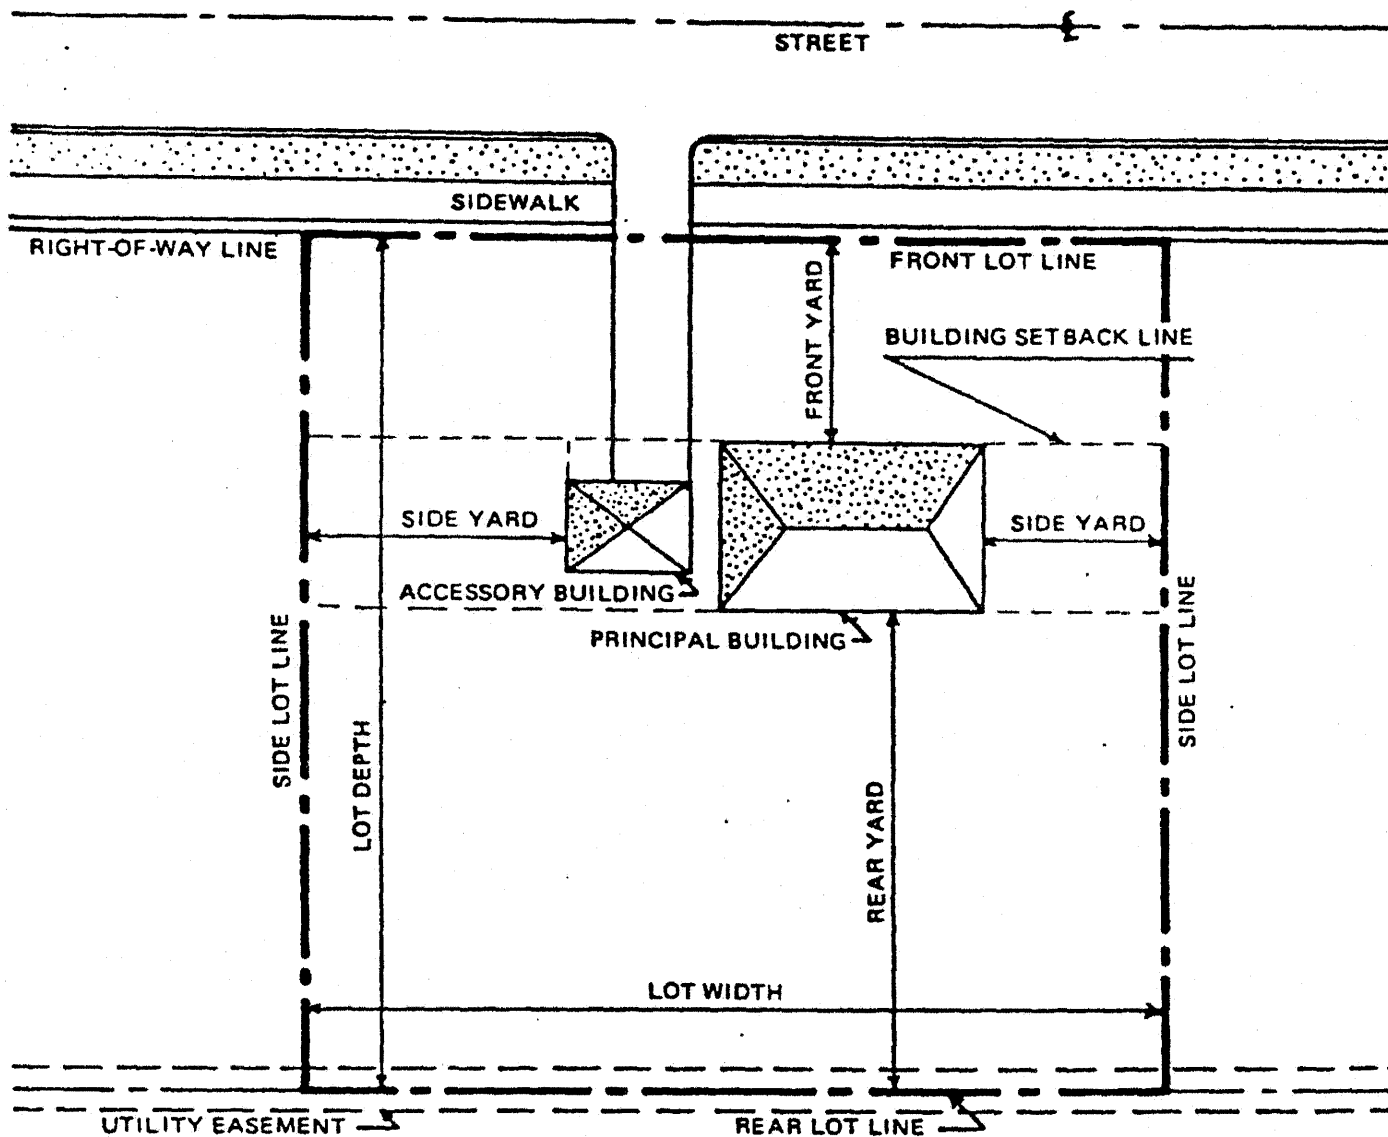 STREET
SIDEWALK
RIGHT-OF-WAY LINE
FRONT LOT LINE
FRONT YARD
BUILDING SETBACK LINE
SIDE YARD
SIDE YARD
ACCESSORY BUILDING
PRINCIPAL BUILDING
SIDE LOT LINE
SIDE LOT LINE
LOT DEPTH
REAR YARD
LOT WIDTH
UTILITY EASEMENT
REAR LOT LINE